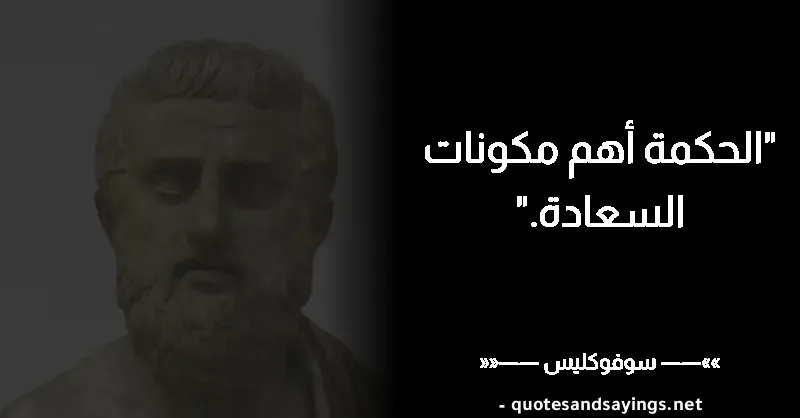 "الحكمة أهم مكونات
السعادة."
»»—— سوفوكليس ——««
- quotesandsayings.net